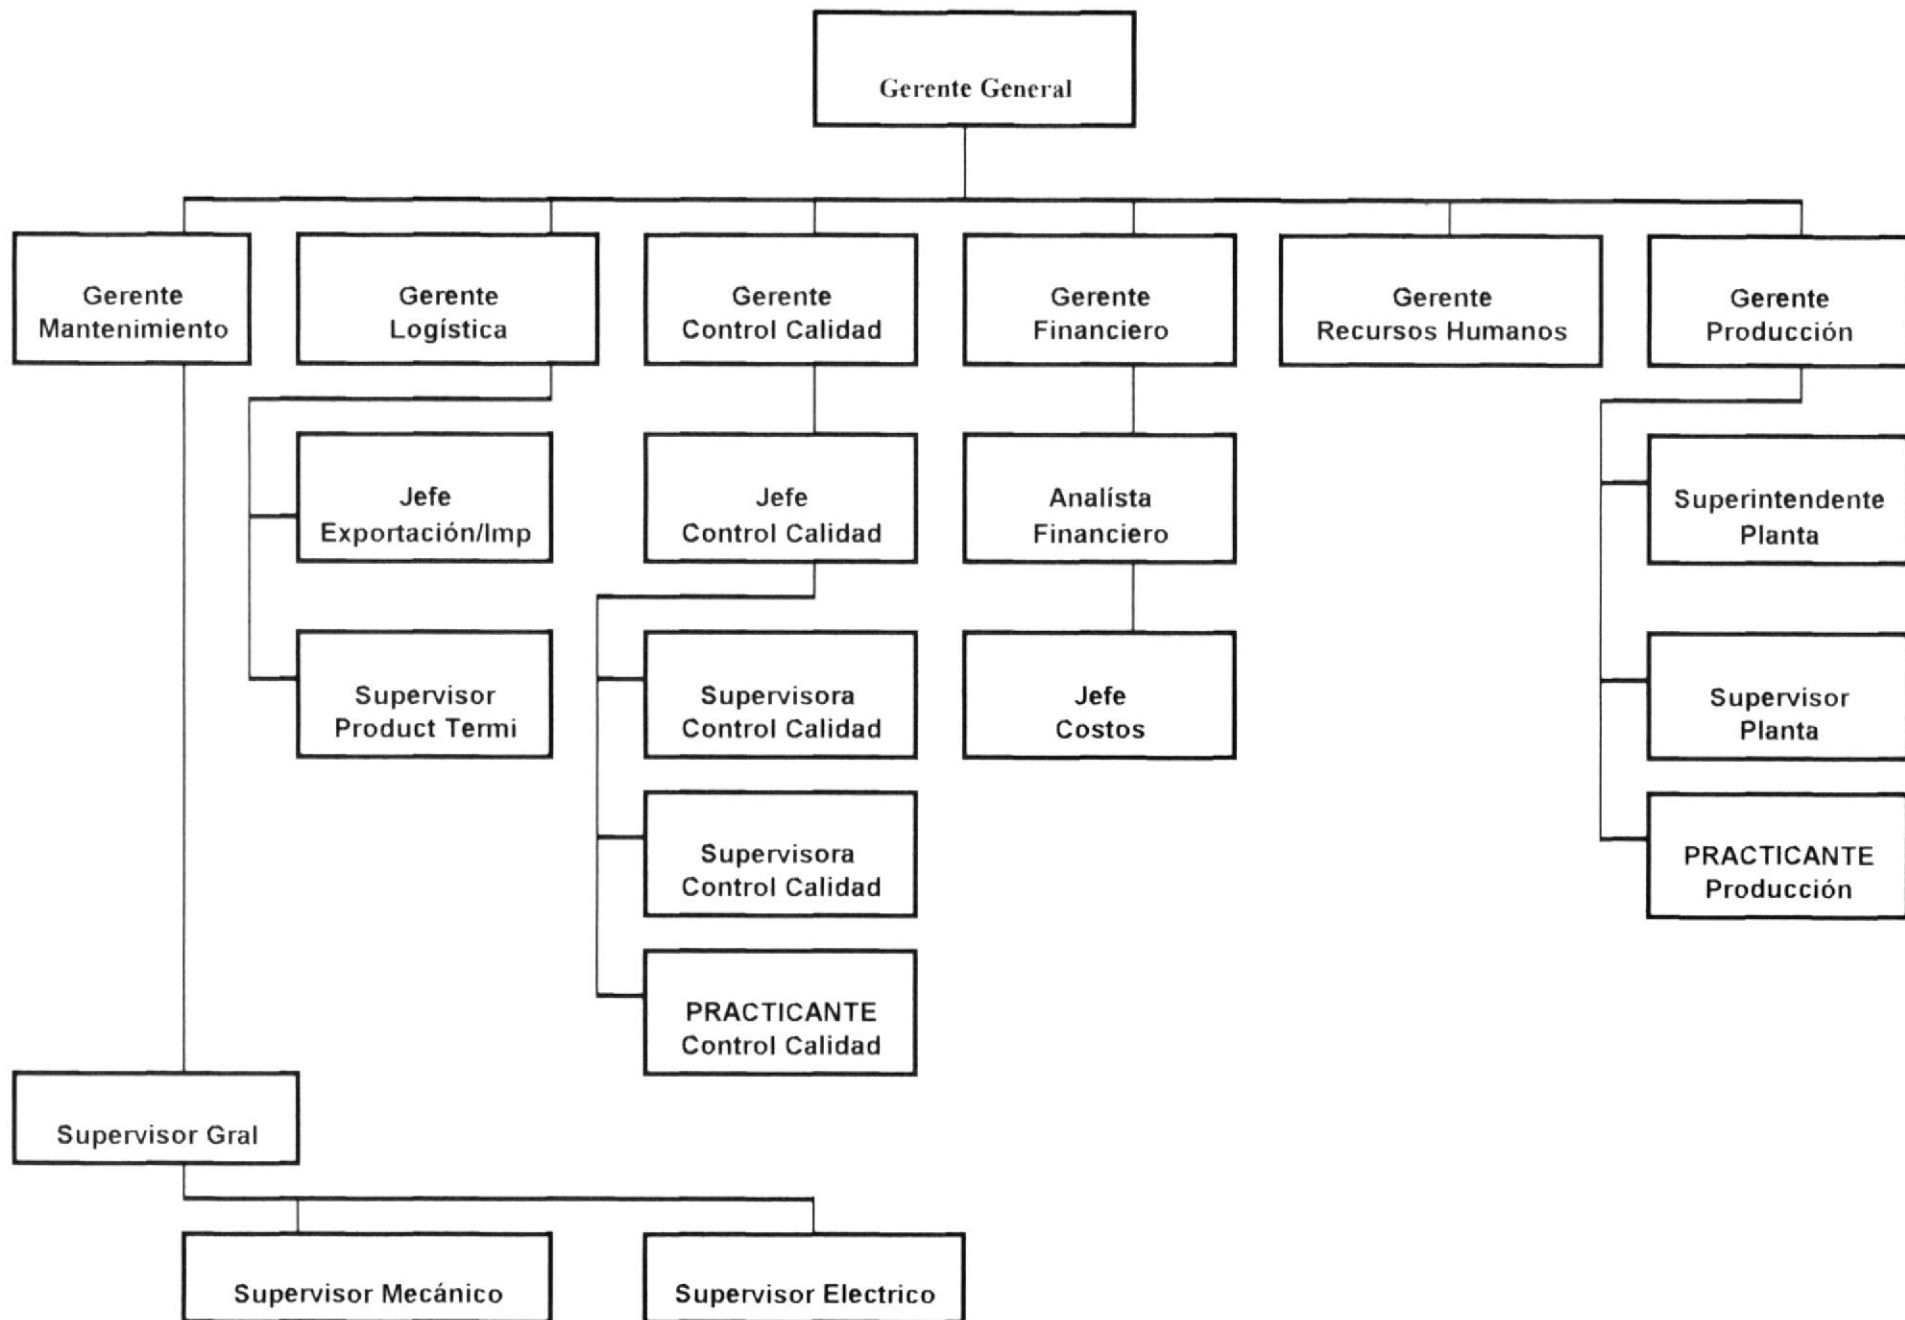 Gerente General
Gerente
Mantenimiento
Gerente
Logística
Gerente
Control Calidad
Gerente
Financiero
Gerente
Recursos Humanos
Gerente
Producción
Jefe
Exportación/Imp
Jefe
Control Calidad
Analísta
Financiero
Superintendente
Planta
Supervisor
Product Termi
Supervisora
Control Calidad
Jefe
Costos
Supervisor
Planta
Supervisora
Control Calidad
PRACTICANTE
Producción
PRACTICANTE
Control Calidad
Supervisor Gral
Supervisor Mecánico
Supervisor Electrico